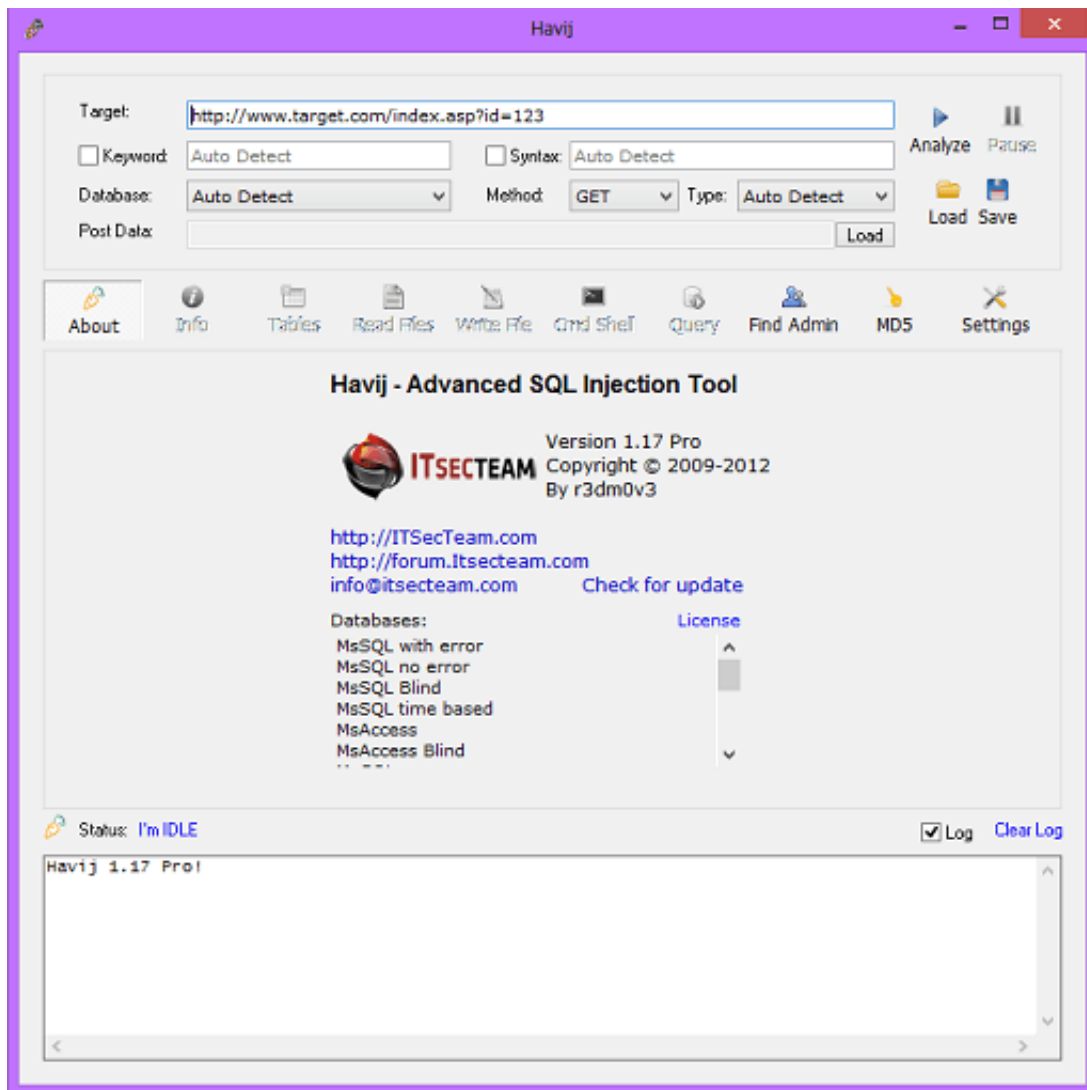 Havij
Target: http://www.target.com/index.asp?id=123
Analyze Pause
Keyword: Auto Detect Syntax: Auto Detect
Database: Auto Detect Method: GET Type: Auto Detect
Load Save
Post Data: Load
About Info Tables Read Files Write File Cmd Shell Query Find Admin MD5 Settings
Havij - Advanced SQL Injection Tool
ITSECTEAM
Version 1.17 Pro
Copyright © 2009-2012
By r3dm0v3
http://ITSecTeam.com
http://forum.Itsecteam.com
info@itsecteam.com Check for update
Databases: License
MsSQL with error
MsSQL no error
MsSQL Blind
MsSQL time based
MsAccess
MsAccess Blind
Status: I'm IDLE Log Clear Log
Havij 1.17 Pro!